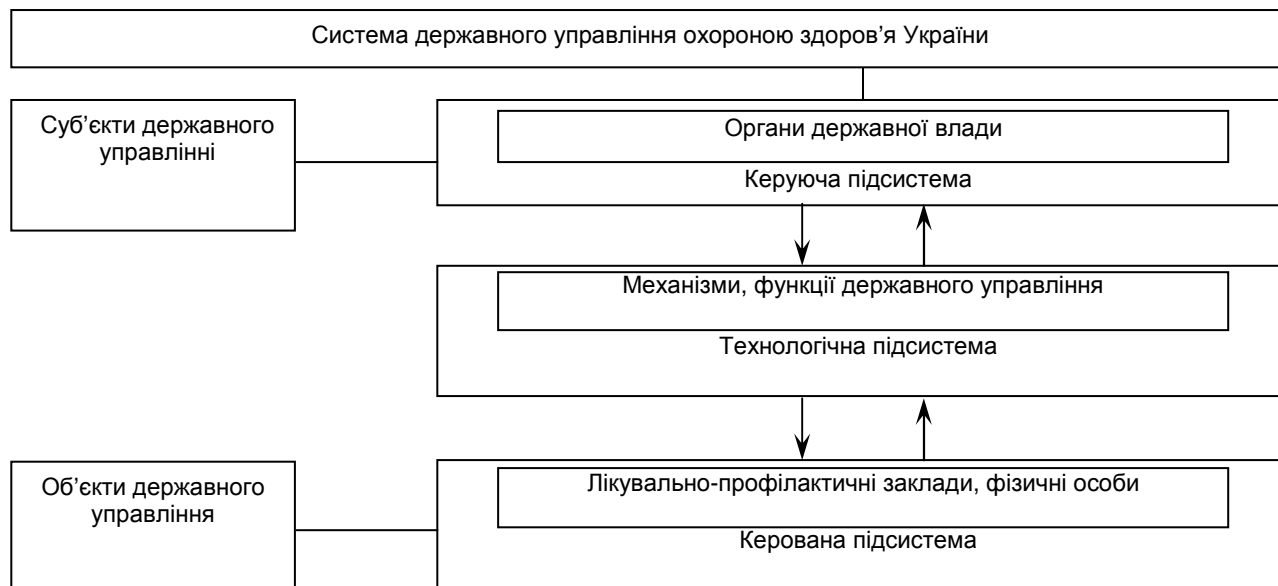 Система державного управління охороною здоров’я України
Суб’єкти державного
управлінні
Органи державної влади
Керуюча підсистема
Механізми, функції державного управління
Технологічна підсистема
Об’єкти державного
управління
Лікувально-профілактичні заклади, фізичні особи
Керована підсистема